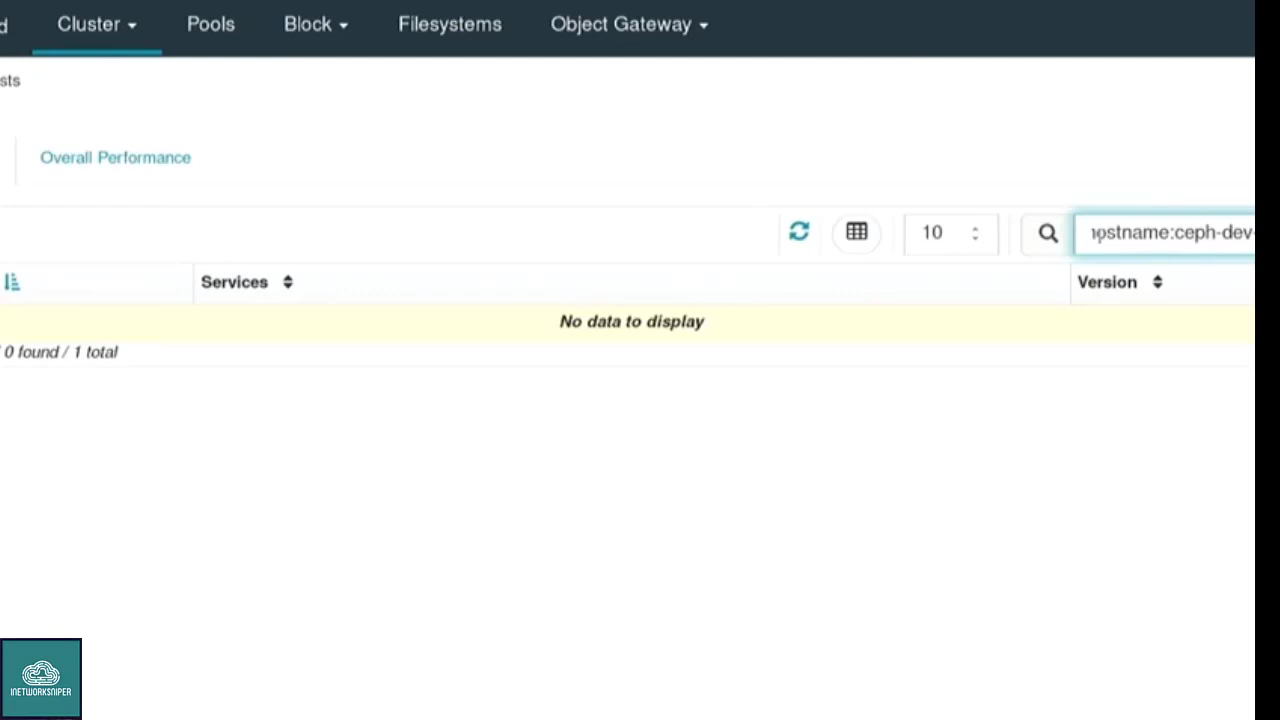 d Cluster Pools Block Filesystems Object Gateway
sts
Overall Performance
10 ostname:ceph-dev-
Services Version
No data to display
0 found / 1 total
INETWORKSNIPER